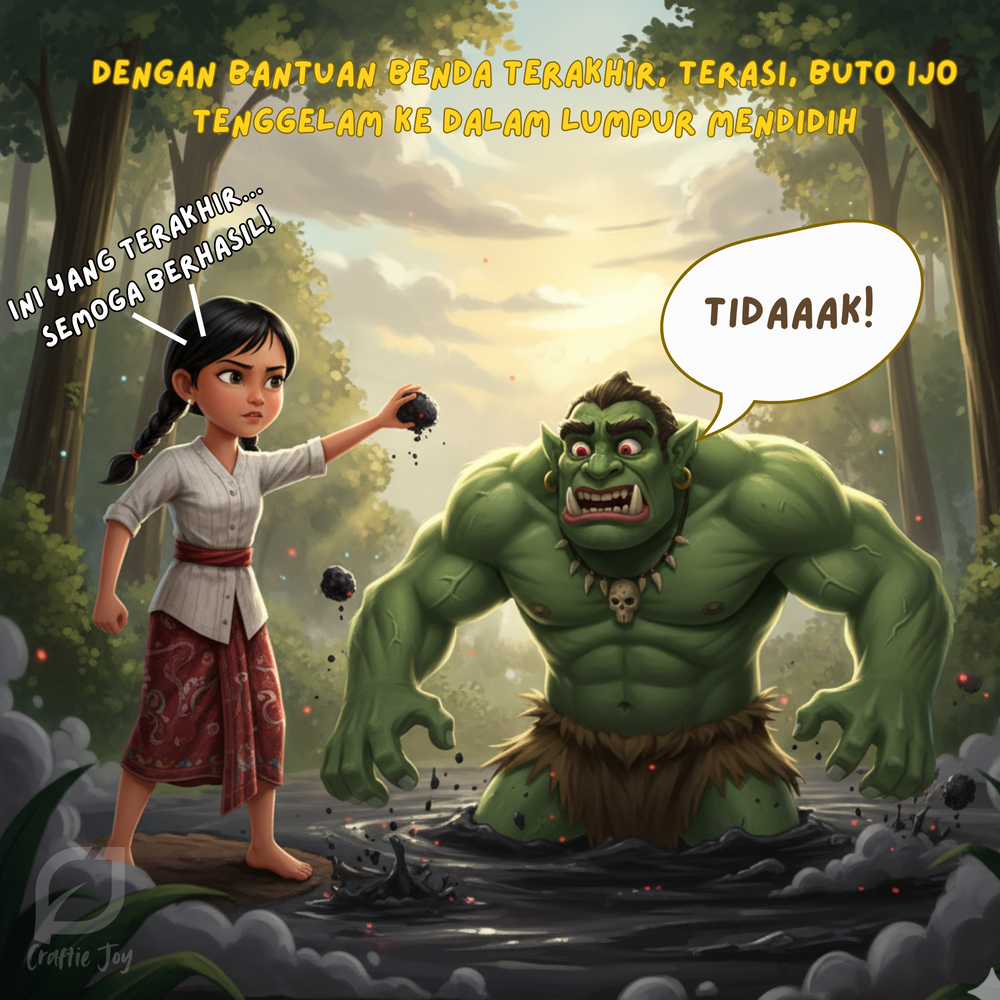 DENGAN BANTUAN BENDA TERAKHIR, TERASI, BUTO IJO
TENGGELAM KE DALAM LUMPUR MENDIDIH
INI YANG TERAKHIR...
SEMOGA BERHASIL!
TIDAAAK!
Craftie Joy